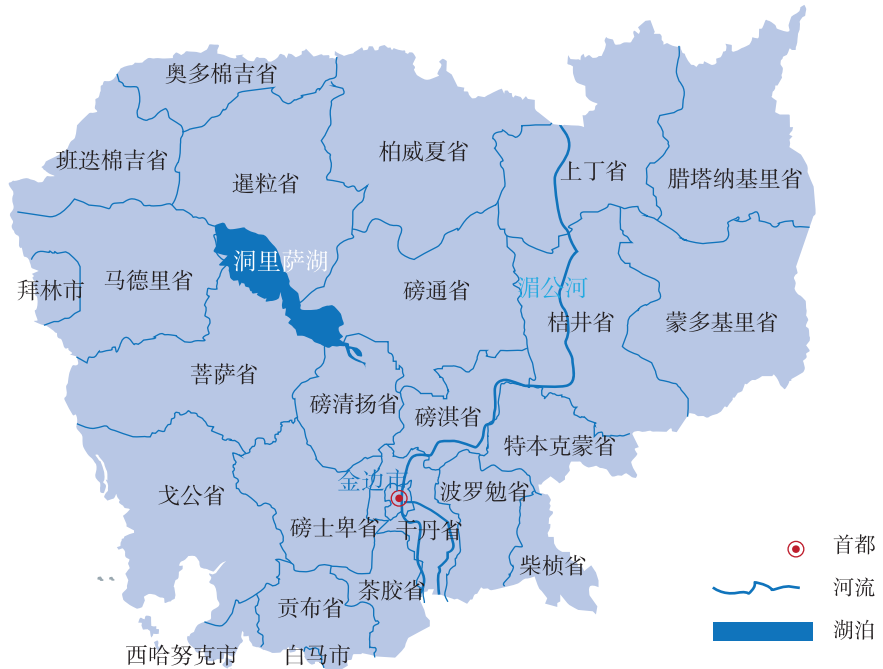 奥多棉吉省
班迭棉吉省
暹粒省
柏威夏省
上丁省
腊塔纳基里省
洞里萨湖
拜林市
马德里省
磅通省
湄公河
桔井省
蒙多基里省
菩萨省
磅清扬省
磅淇省
特本克蒙省
金边市
戈公省
波罗勉省
磅士卑省
干丹省
柴桢省
茶胶省
贡布省
西哈努克市
白马市
首都
河流
湖泊